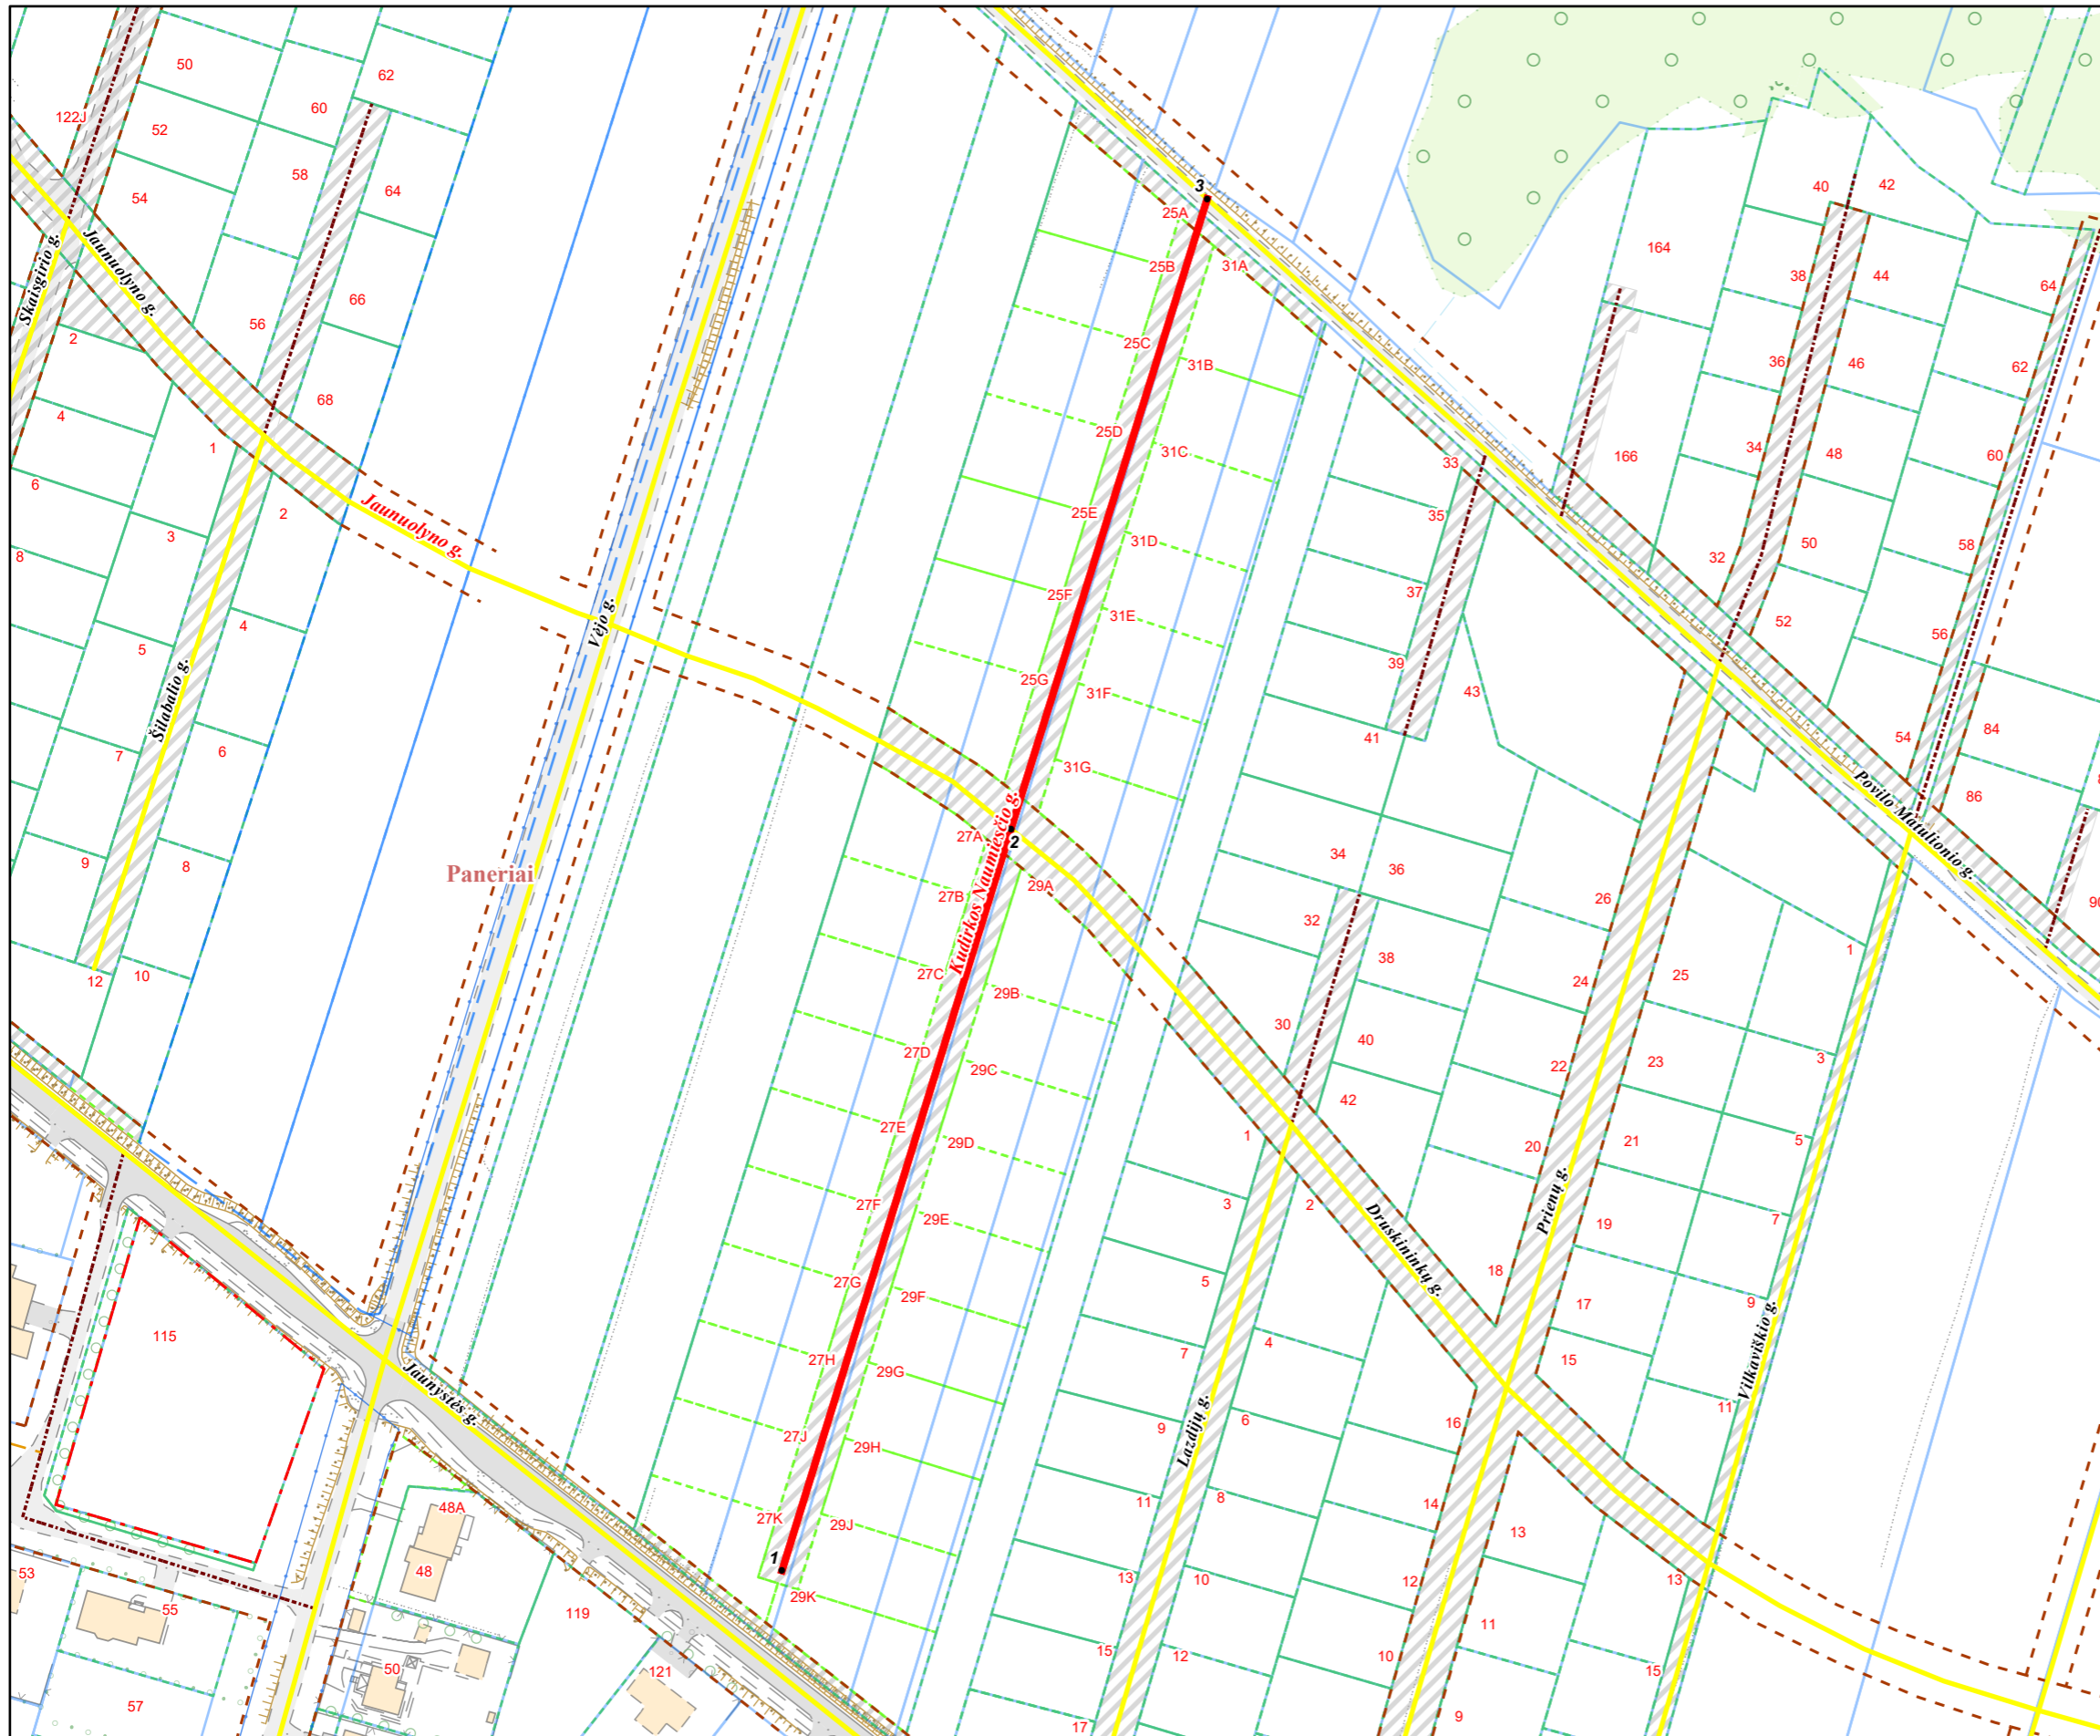 50
62
122J
60
52
58
64
54
Skaisgirio g.
Jaunuolyno g.
66
56
2
68
4
1
6
Jaunuolyno g.
2
3
8
4
5
Šilabalio g.
7
6
9
8
12
10
Vėjo g.
Paneriai
3
25A
25B
31A
25C
31B
25D
31C
25E
31D
25F
31E
25G
31F
31G
27A
2
Kudirkos Naumiesčio g.
29A
27B
27C
29B
27D
29C
27E
29D
27F
29E
27G
29F
27H
29G
27J
29H
27K
29J
1
29K
164
40
42
38
44
64
36
46
62
166
34
48
60
33
35
32
50
58
37
52
56
39
43
41
54
84
86
Povilo Matulionio g.
34
36
26
32
38
24
25
1
30
40
22
23
3
42
1
20
21
5
3
2
Prienų g.
19
7
Druskininkų g.
18
5
17
9
4
7
15
Vilkaviškio g.
11
Lazdijų g.
6
9
16
11
8
14
13
13
10
12
13
11
15
12
10
15
17
9
115
Jaunystės g.
48A
48
53
55
119
50
121
57